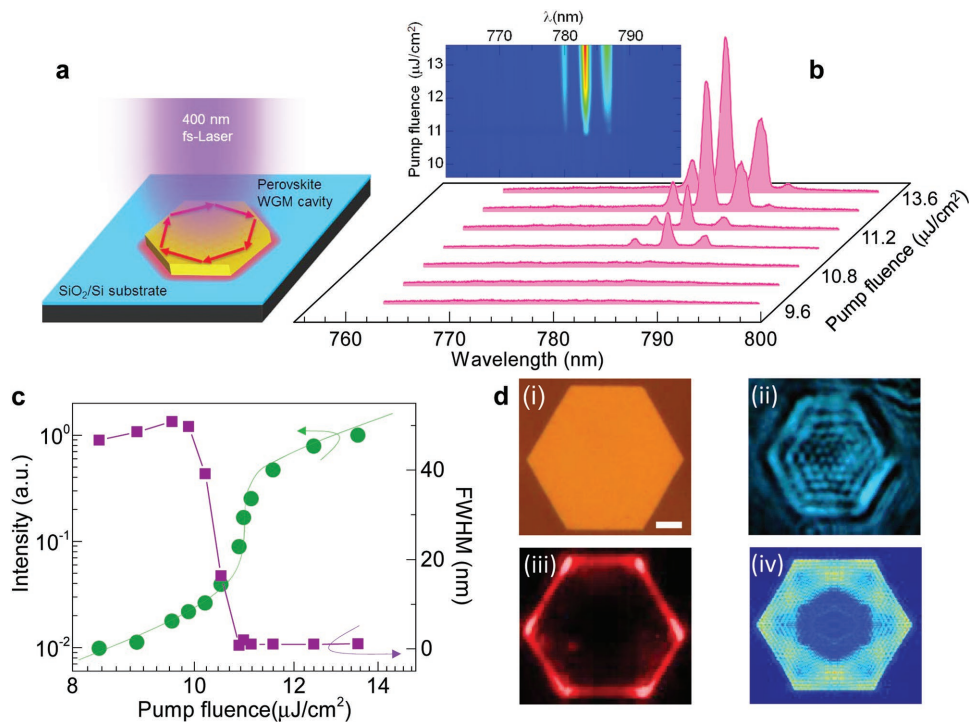 a
400 nm
fs-Laser
Perovskite
WGM cavity
SiO₂/Si substrate
λ(nm)
770 780 790
Pump fluence (μJ/cm²)
13
12
11
10
b
13.6
11.2
10.8
9.6
Pump fluence (μJ/cm²)
760 770 780 790 800
Wavelength (nm)
c
10⁰
10⁻¹
10⁻²
Intensity (a.u.)
40
20
0
FWHM (nm)
8 10 12 14
Pump fluence(μJ/cm²)
d
(i)
(ii)
(iii)
(iv)